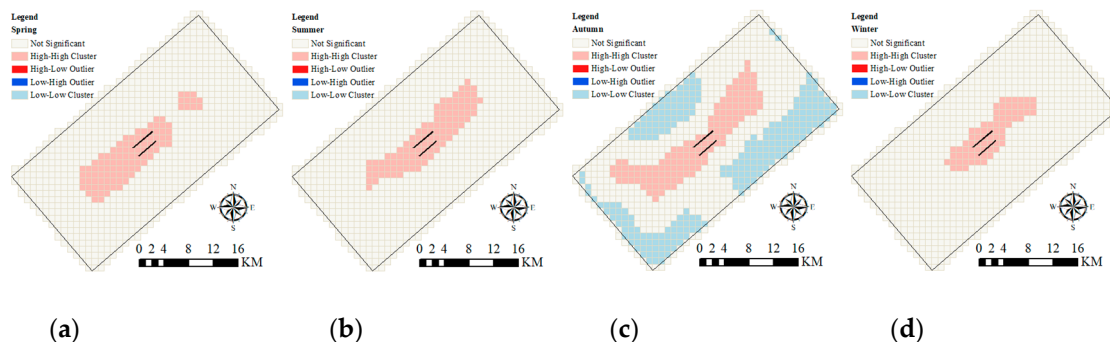 Legend
Spring
Not Significant
High-High Cluster
High-Low Outlier
Low-High Outlier
Low-Low Cluster
N
W E
S
0 2 4 8 12 16
KM
(a)
Legend
Summer
Not Significant
High-High Cluster
High-Low Outlier
Low-High Outlier
Low-Low Cluster
N
W E
S
0 2 4 8 12 16
KM
(b)
Legend
Autumn
Not Significant
High-High Cluster
High-Low Outlier
Low-High Outlier
Low-Low Cluster
N
W E
S
0 2 4 8 12 16
KM
(c)
Legend
Winter
Not Significant
High-High Cluster
High-Low Outlier
Low-High Outlier
Low-Low Cluster
N
W E
S
0 2 4 8 12 16
KM
(d)